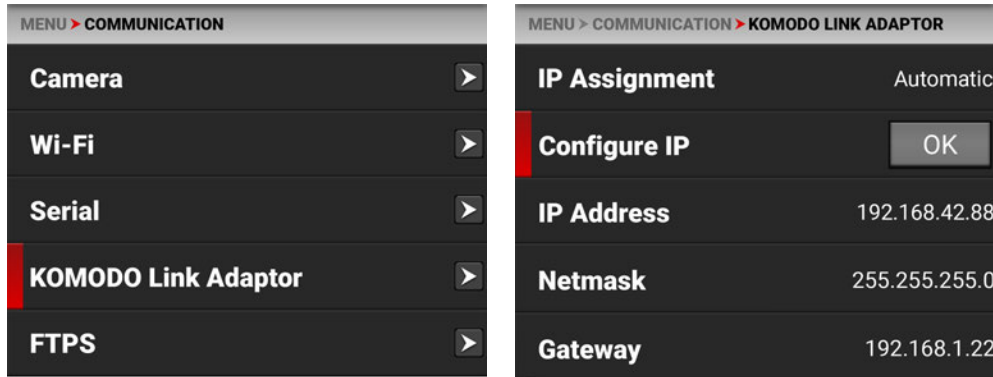 MENU > COMMUNICATION
Camera
Wi-Fi
Serial
KOMODO Link Adaptor
FTPS
MENU > COMMUNICATION > KOMODO LINK ADAPTOR
IP Assignment Automatic
Configure IP OK
IP Address 192.168.42.88
Netmask 255.255.255.0
Gateway 192.168.1.22